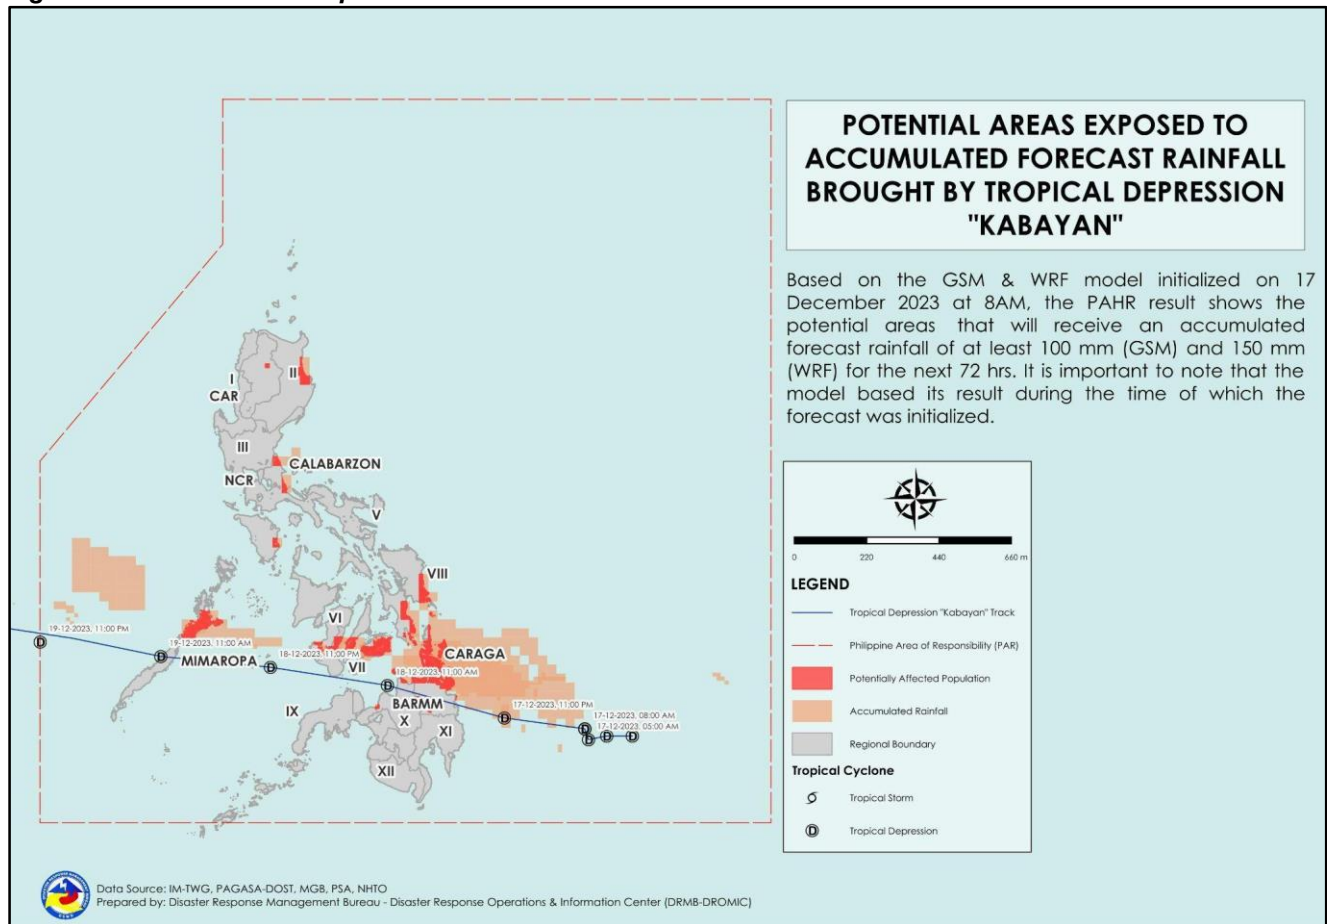 POTENTIAL AREAS EXPOSED TO
ACCUMULATED FORECAST RAINFALL
BROUGHT BY TROPICAL DEPRESSION
"KABAYAN"
Based on the GSM & WRF model initialized on 17
December 2023 at 8AM, the PAHR result shows the
potential areas that will receive an accumulated
forecast rainfall of at least 100 mm (GSM) and 150 mm
(WRF) for the next 72 hrs. It is important to note that the
model based its result during the time of which the
forecast was initialized.
I
II
CAR
III
CALABARZON
NCR
V
VIII
VI
19-12-2023, 11:00 PM
19-12-2023, 11:00 AM
18-12-2023, 11:00 PM
MIMAROPA
VII
CARAGA
18-12-2023, 11:00 AM
BARMM
17-12-2023, 11:00 PM
17-12-2023, 08:00 AM
17-12-2023, 05:00 AM
IX
X
XI
XII
0 220 440 660 m
LEGEND
Tropical Depression "Kabayan" Track
Philippine Area of Responsibility (PAR)
Potentially Affected Population
Accumulated Rainfall
Regional Boundary
Tropical Cyclone
Tropical Storm
D Tropical Depression
Data Source: IM-TWG, PAGASA-DOST, MGB, PSA, NHTO
Prepared by: Disaster Response Management Bureau - Disaster Response Operations & Information Center (DRMB-DROMIC)